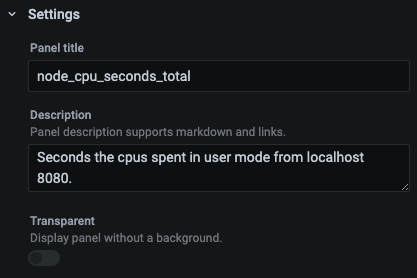 Settings
Panel title
node_cpu_seconds_total
Description
Panel description supports markdown and links.
Seconds the cpus spent in user mode from localhost
8080.
Transparent
Display panel without a background.